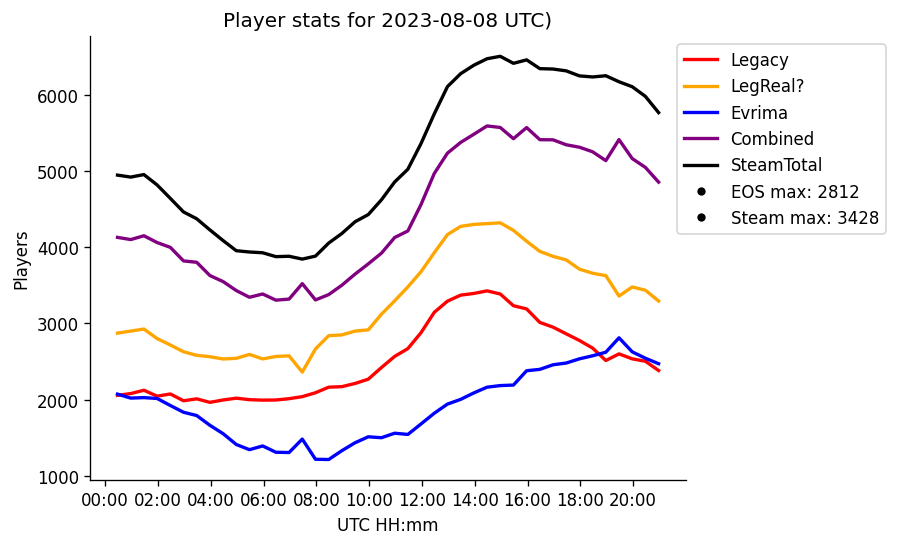 Player stats for 2023-08-08 UTC)
Legacy
LegReal?
Evrima
Combined
SteamTotal
EOS max: 2812
Steam max: 3428
Players
6000
5000
4000
3000
2000
1000
00:00 02:00 04:00 06:00 08:00 10:00 12:00 14:00 16:00 18:00 20:00
UTC HH:mm